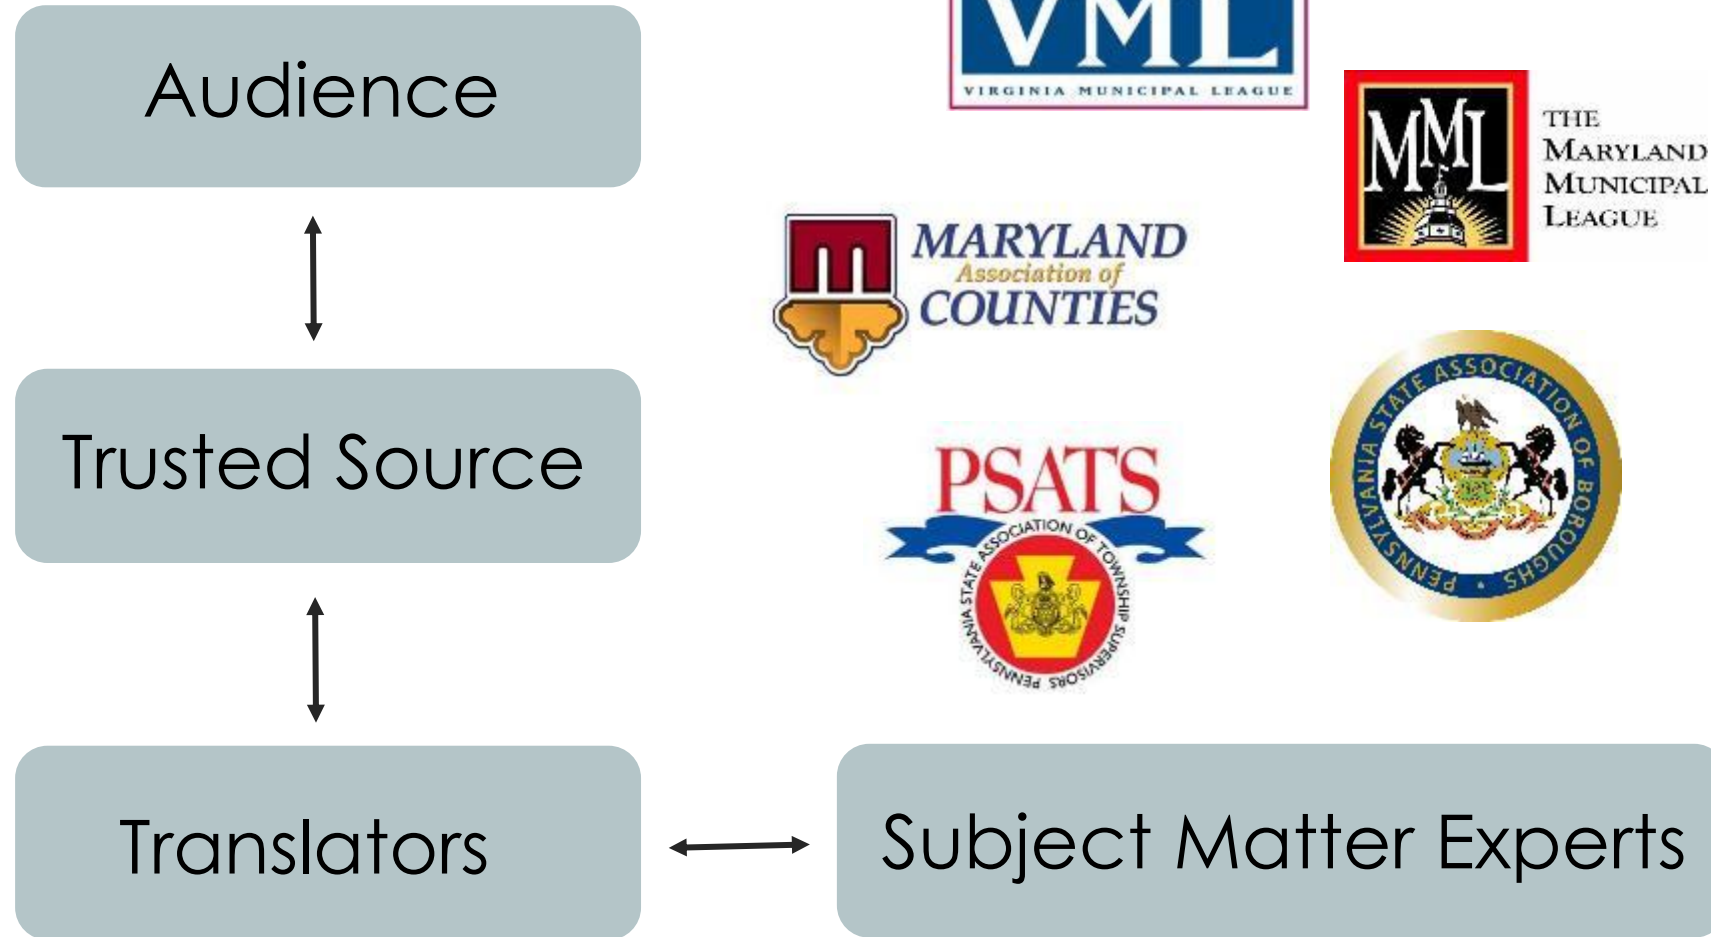 Audience
VML
VIRGINIA MUNICIPAL LEAGUE
MML
THE
MARYLAND
MUNICIPAL
LEAGUE
MARYLAND
Association of
COUNTIES
Trusted Source
PSATS
PENNSYLVANIA STATE ASSOCIATION OF TOWNSHIP SUPERVISORS
PENNSYLVANIA STATE ASSOCIATION OF BOROUGHS
Translators
Subject Matter Experts